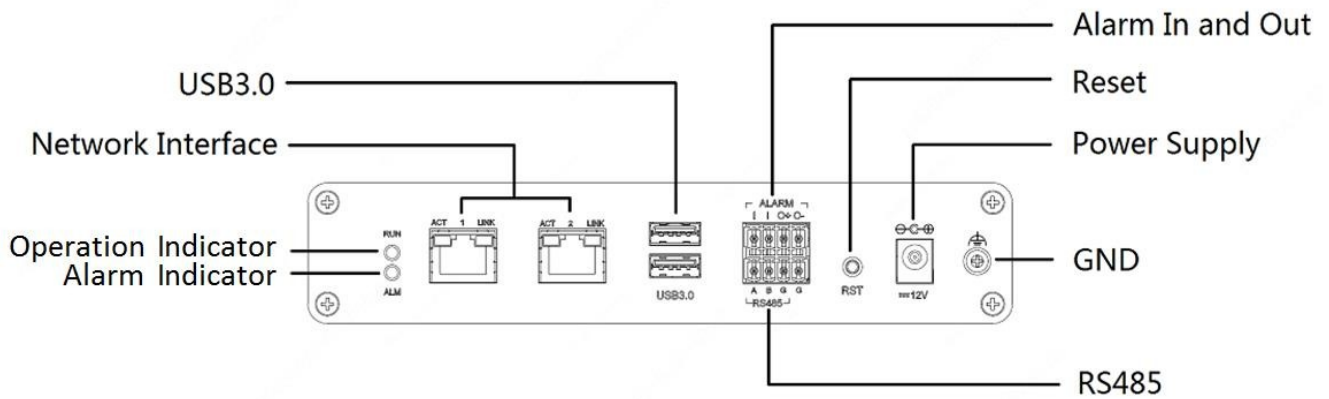 Alarm In and Out
USB3.0
Reset
Network Interface
Power Supply
ALARM
I I O+ O-
ACT 1 LINK
ACT 2 LINK
RUN
Operation Indicator
Alarm Indicator
ALM
USB3.0
A B G G
RS485
RST
⎓12V
GND
RS485